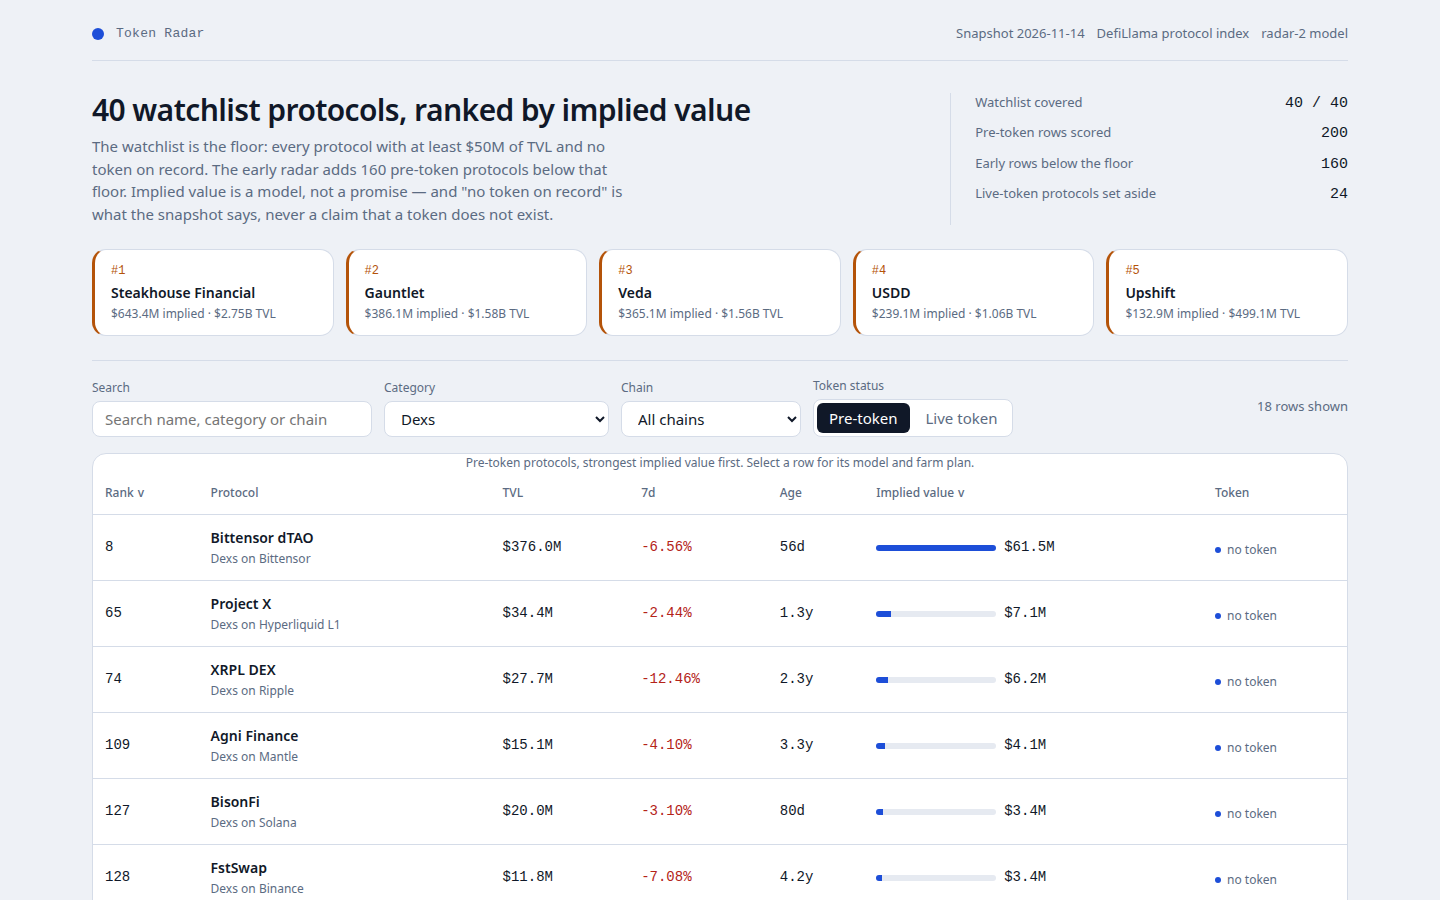 Token Radar
Snapshot 2026-11-14 DefiLlama protocol index radar-2 model
40 watchlist protocols, ranked by implied value
The watchlist is the floor: every protocol with at least $50M of TVL and no
token on record. The early radar adds 160 pre-token protocols below that
floor. Implied value is a model, not a promise — and "no token on record" is
what the snapshot says, never a claim that a token does not exist.
Watchlist covered 40 / 40
Pre-token rows scored 200
Early rows below the floor 160
Live-token protocols set aside 24
#1
Steakhouse Financial
$643.4M implied · $2.75B TVL
#2
Gauntlet
$386.1M implied · $1.58B TVL
#3
Veda
$365.1M implied · $1.56B TVL
#4
USDD
$239.1M implied · $1.06B TVL
#5
Upshift
$132.9M implied · $499.1M TVL
Search
Search name, category or chain
Category
Dexs
Chain
All chains
Token status
Pre-token Live token
18 rows shown
Pre-token protocols, strongest implied value first. Select a row for its model and farm plan.
Rank v Protocol TVL 7d Age Implied value v Token
8 Bittensor dTAO $376.0M -6.56% 56d $61.5M no token
Dexs on Bittensor
65 Project X $34.4M -2.44% 1.3y $7.1M no token
Dexs on Hyperliquid L1
74 XRPL DEX $27.7M -12.46% 2.3y $6.2M no token
Dexs on Ripple
109 Agni Finance $15.1M -4.10% 3.3y $4.1M no token
Dexs on Mantle
127 BisonFi $20.0M -3.10% 80d $3.4M no token
Dexs on Solana
128 FstSwap $11.8M -7.08% 4.2y $3.4M no token
Dexs on Binance